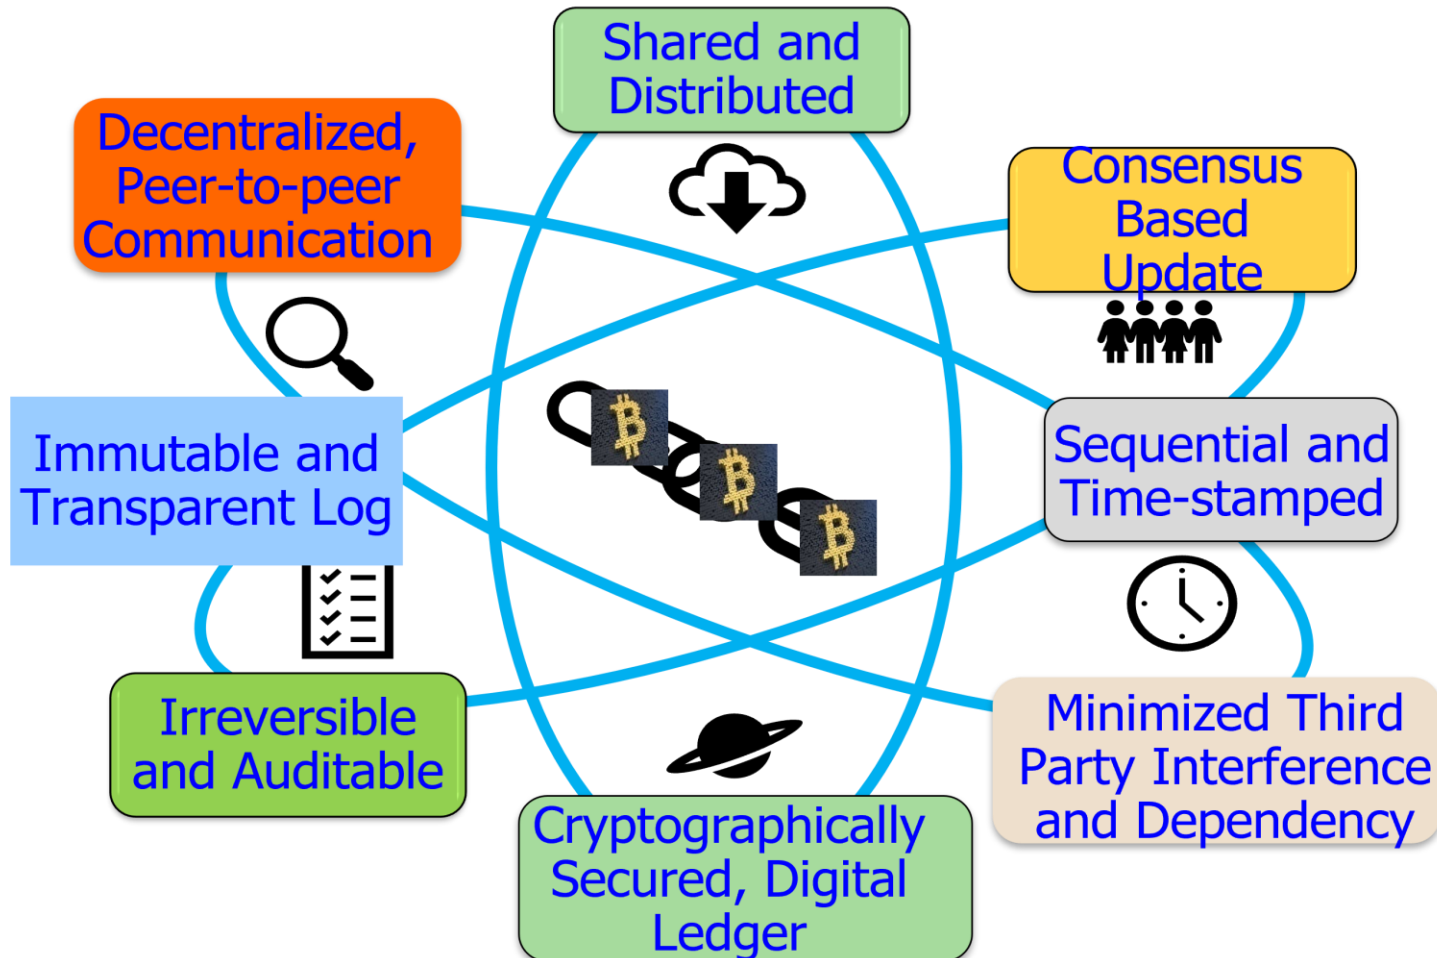 Shared and
Distributed
Decentralized,
Peer-to-peer
Communication
Consensus
Based
Update
Immutable and
Transparent Log
Sequential and
Time-stamped
Irreversible
and Auditable
Minimized Third
Party Interference
and Dependency
Cryptographically
Secured, Digital
Ledger